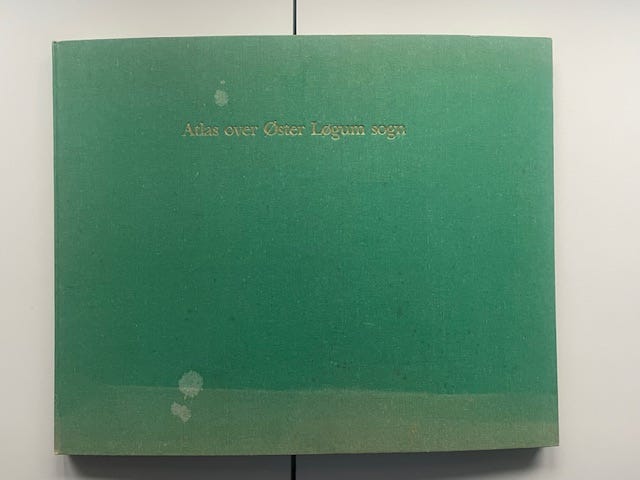 Atlas over Øster Løgum sogn